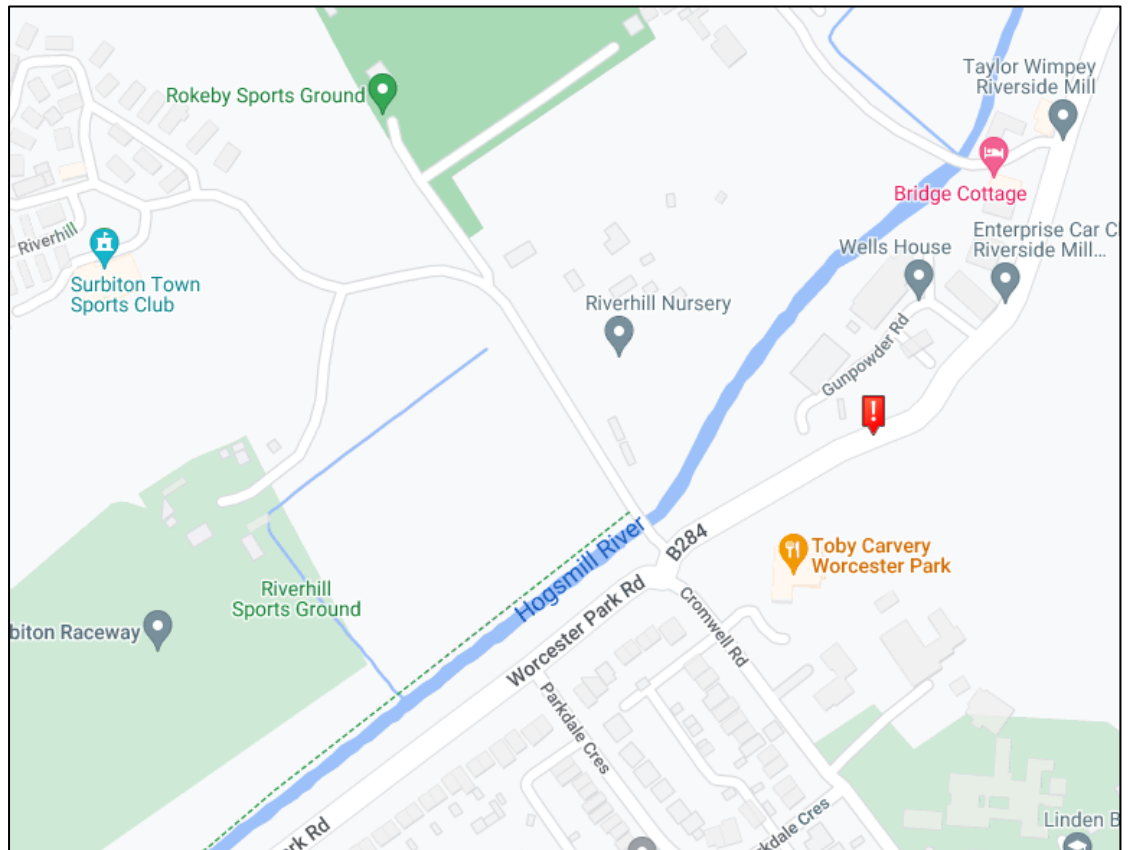 Taylor Wimpey
Riverside Mill
Rokeby Sports Ground
Bridge Cottage
Riverhill
Enterprise Car C
Riverside Mill...
Wells House
Surbiton Town
Sports Club
Riverhill Nursery
Gunpowder Rd
!
Hogsmill River
B284
Toby Carvery
Worcester Park
Riverhill
Sports Ground
biton Raceway
Worcester Park Rd
Cromwell Rd
Parkdale Cres
rk Rd
kdale Cres
Linden B